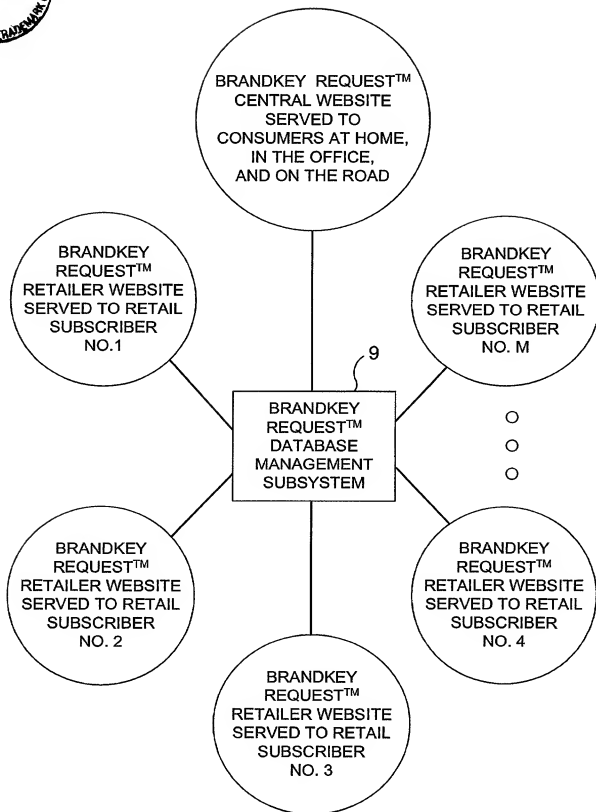 TRADEMARK
BRANDKEY REQUEST™
CENTRAL WEBSITE
SERVED TO
CONSUMERS AT HOME,
IN THE OFFICE,
AND ON THE ROAD
BRANDKEY
REQUEST™
RETAILER WEBSITE
SERVED TO RETAIL
SUBSCRIBER
NO.1
BRANDKEY
REQUEST™
RETAILER WEBSITE
SERVED TO RETAIL
SUBSCRIBER
NO. M
9
BRANDKEY
REQUEST™
DATABASE
MANAGEMENT
SUBSYSTEM
BRANDKEY
REQUEST™
RETAILER WEBSITE
SERVED TO RETAIL
SUBSCRIBER
NO. 2
BRANDKEY
REQUEST™
RETAILER WEBSITE
SERVED TO RETAIL
SUBSCRIBER
NO. 4
BRANDKEY
REQUEST™
RETAILER WEBSITE
SERVED TO RETAIL
SUBSCRIBER
NO. 3